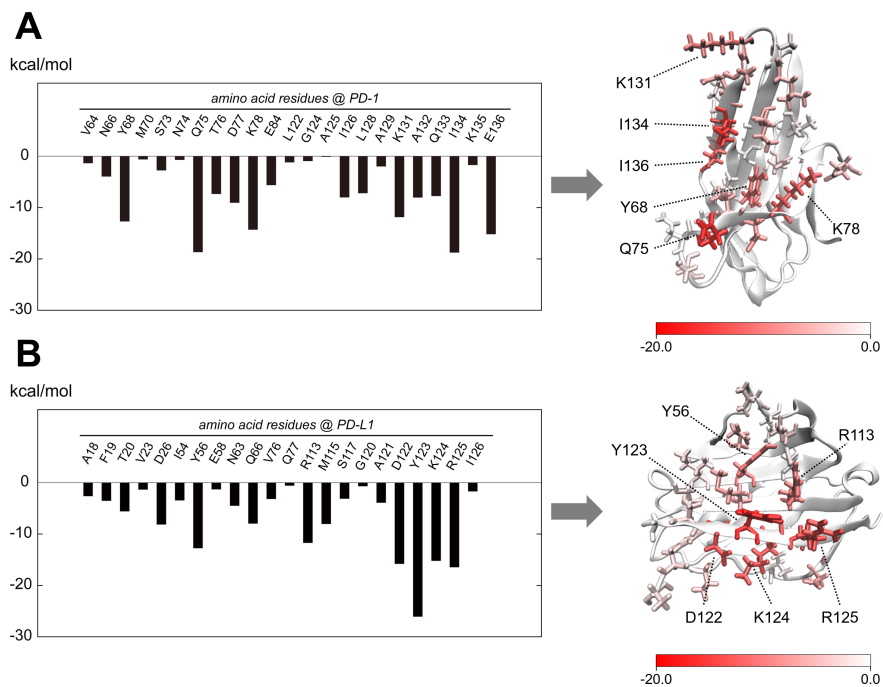 A
kcal/mol
amino acid residues @ PD-1
V64 N66 Y68 M70 S73 N74 Q75 T76 D77 K78 E84 L122 G124 A125 I126 L128 A129 K131 A132 Q133 I134 K135 E136
0
-10
-20
-30
K131
I134
I136
Y68
Q75
K78
-20.0 0.0
B
kcal/mol
amino acid residues @ PD-L1
A18 F19 T20 V23 D26 I54 Y56 E58 N63 Q66 V76 Q77 R113 M115 S117 G120 A121 D122 Y123 K124 R125 I126
0
-10
-20
-30
Y56
R113
Y123
D122 K124 R125
-20.0 0.0